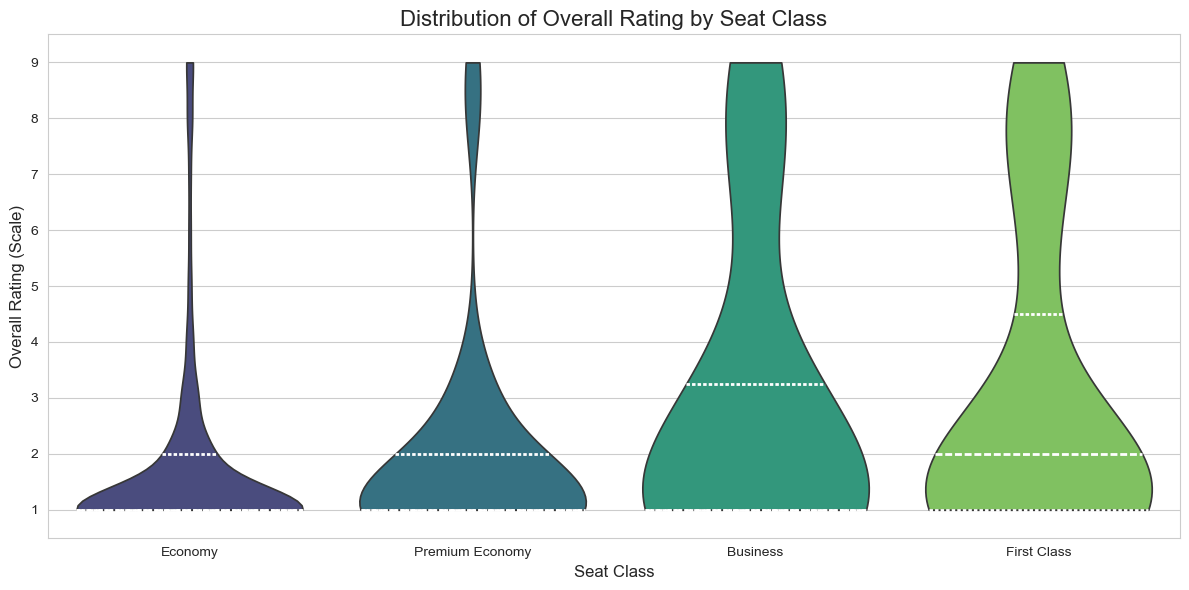 Distribution of Overall Rating by Seat Class
Overall Rating (Scale)
9
8
7
6
5
4
3
2
1
Economy
Premium Economy
Business
First Class
Seat Class